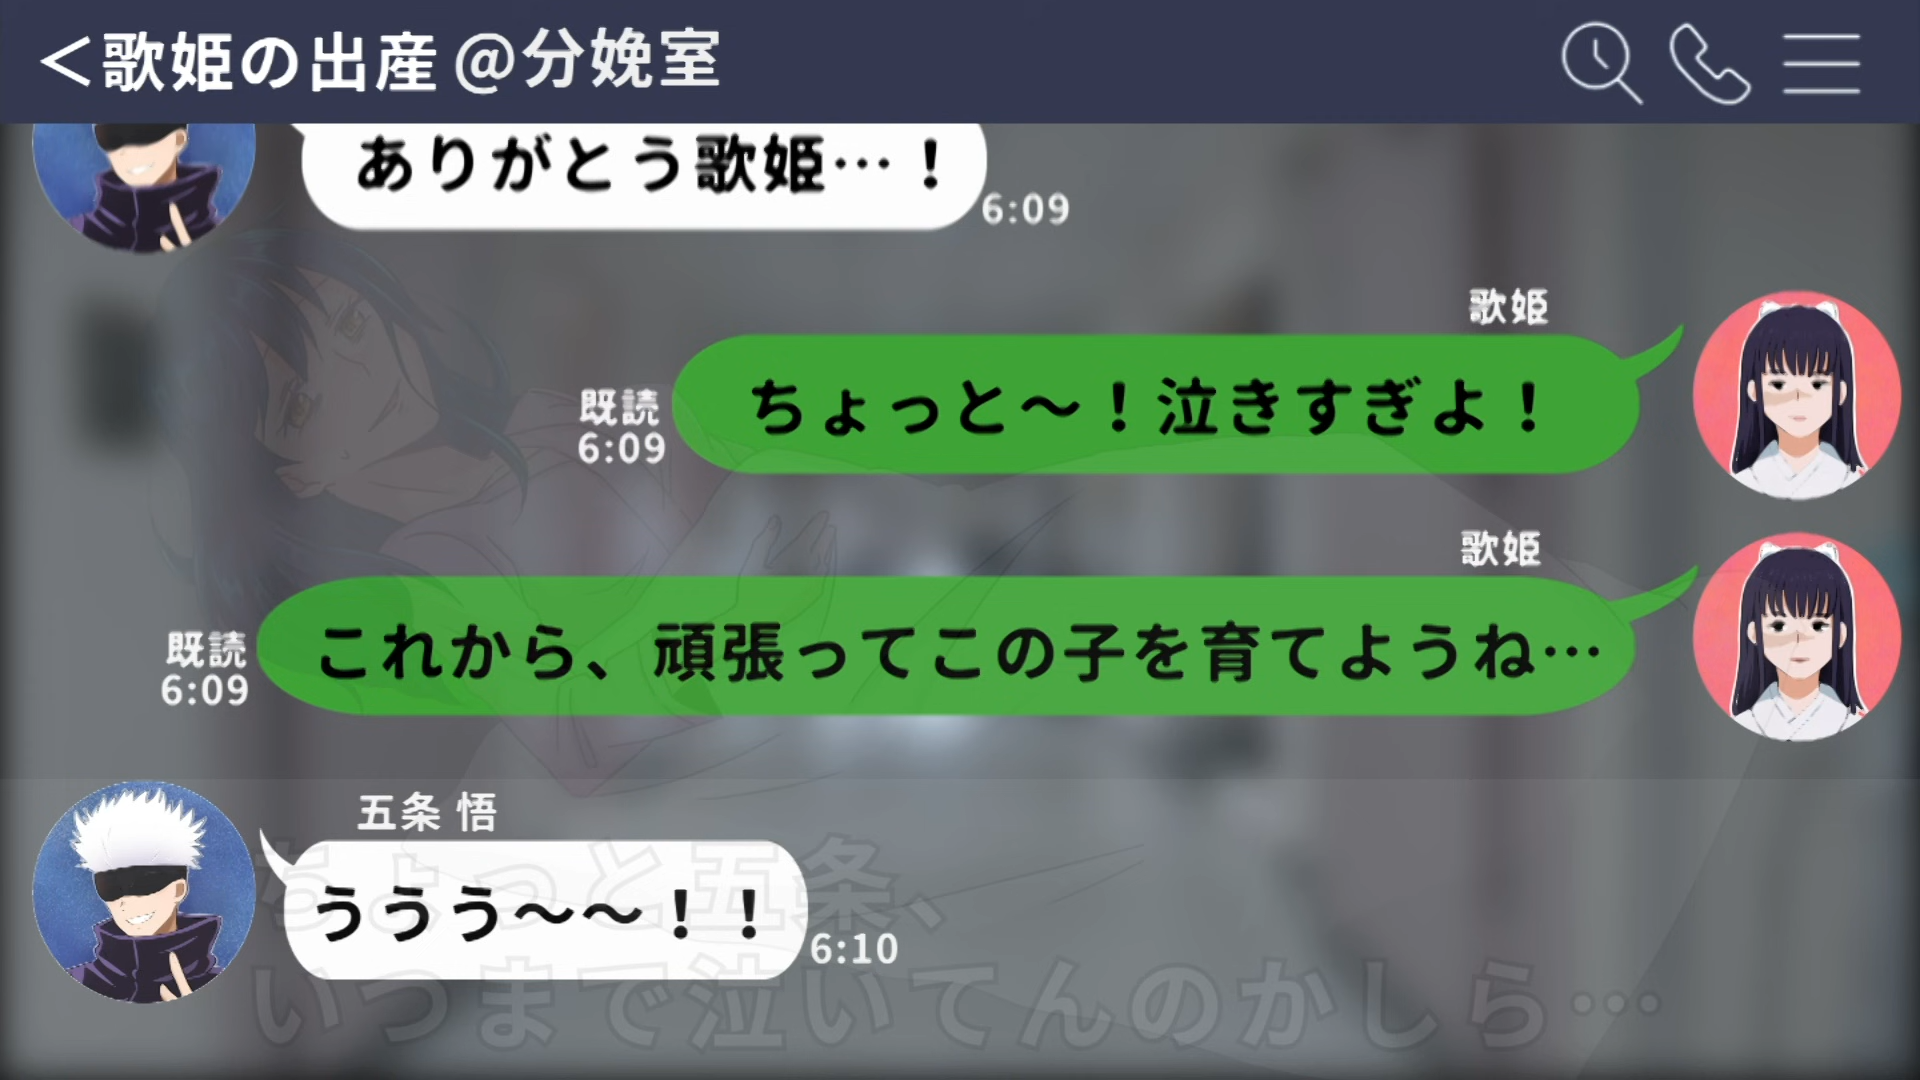 <歌姫の出産@分娩室
ありがとう歌姫…！
6:09
歌姫
ちょっと〜！泣きすぎよ！
既読
6:09
歌姫
これから、頑張ってこの子を育てようね…
既読
6:09
五条 悟
ううう〜〜！！
6:10
ちょっと五条、
いつまで泣いてんのかしら…